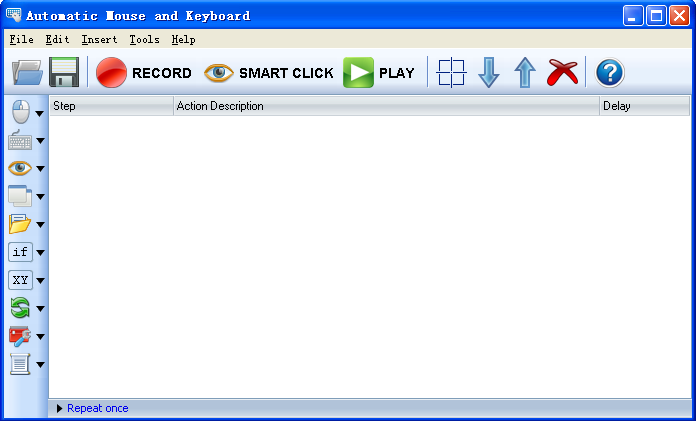 Automatic Mouse and Keyboard
File Edit Insert Tools Help
RECORD SMART CLICK PLAY ?
Step Action Description Delay
if
XY
Repeat once